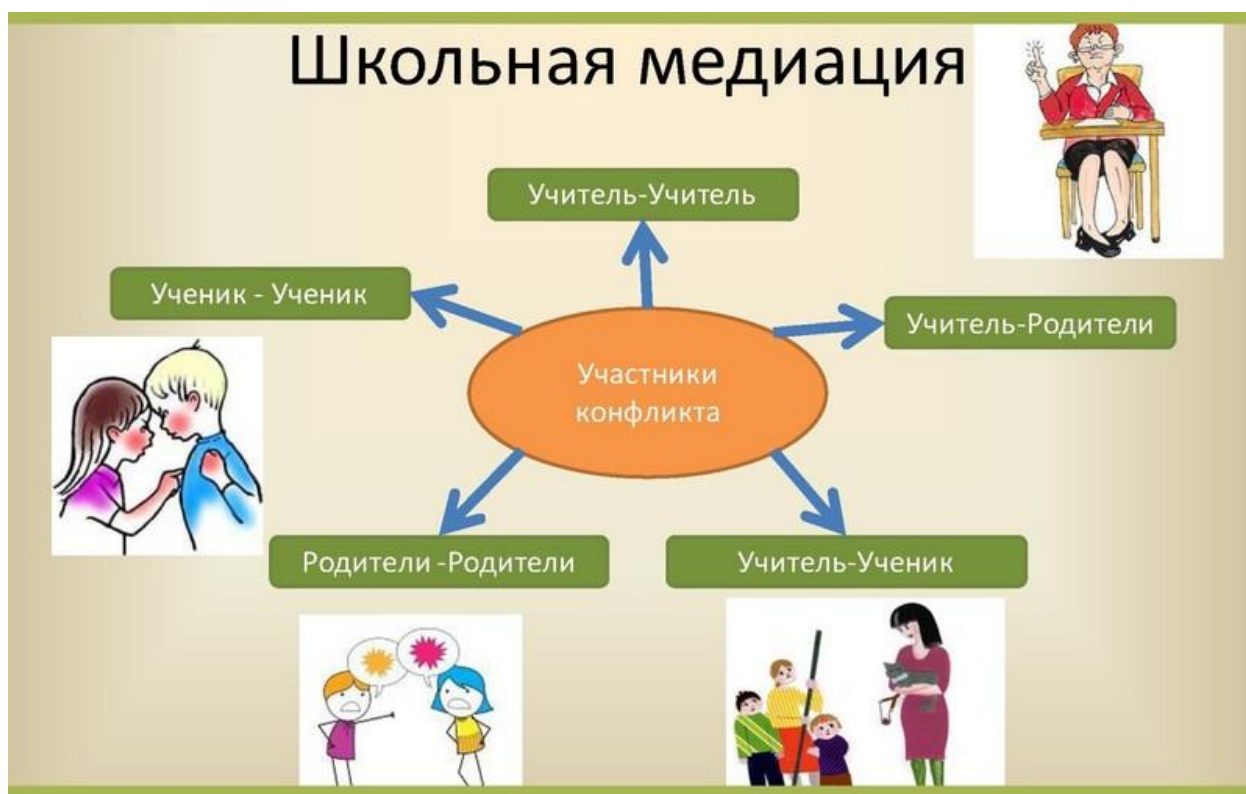 Школьная медиация
Учитель-Учитель
Ученик - Ученик
Учитель-Родители
Участники
конфликта
Родители -Родители
Учитель-Ученик